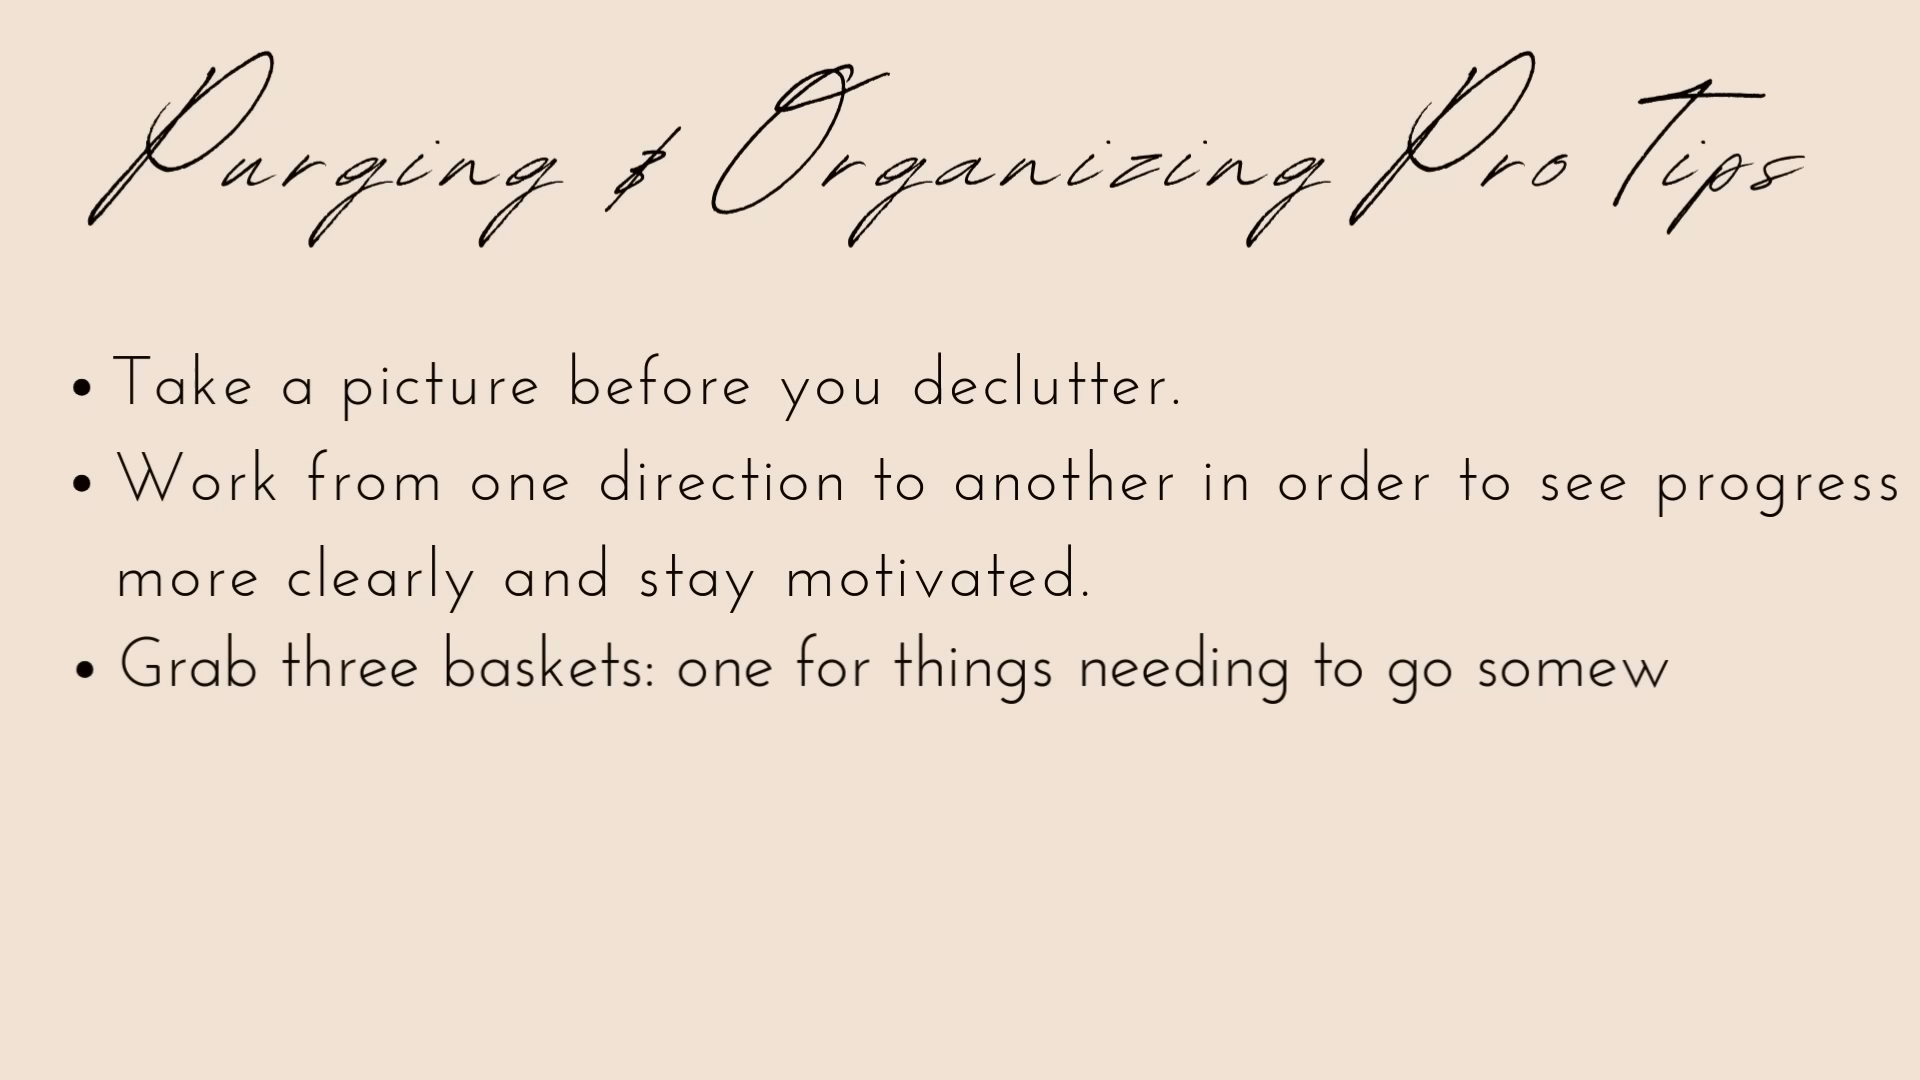 Purging & Organizing Pro Tips
• Take a picture before you declutter.
• Work from one direction to another in order to see progress
more clearly and stay motivated.
• Grab three baskets: one for things needing to go somew